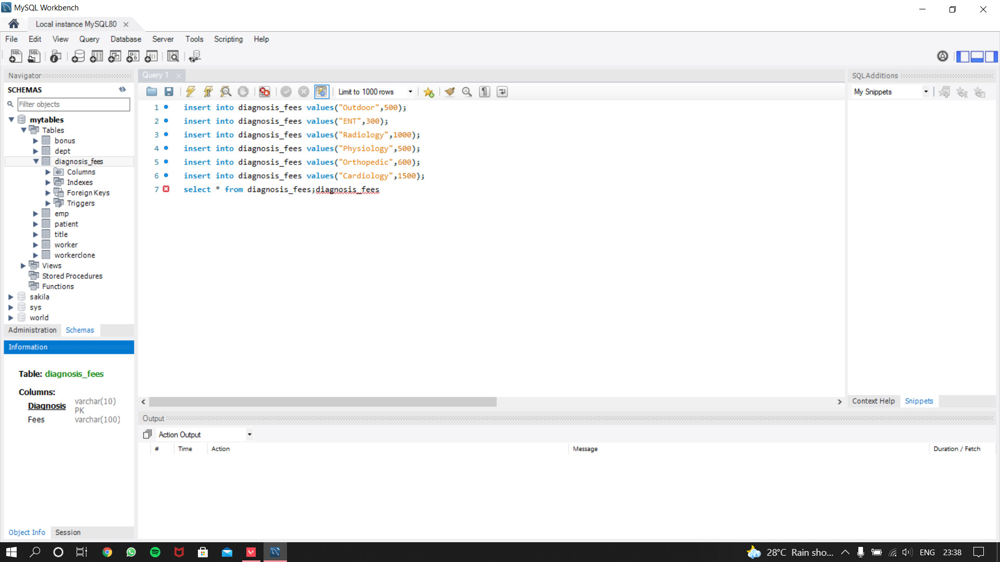 MySQL Workbench
Local instance MySQL80
File Edit View Query Database Server Tools Scripting Help
Navigator
SCHEMAS
Filter objects
mytables
Tables
bonus
dept
diagnosis_fees
Columns
Indexes
Foreign Keys
Triggers
emp
patient
title
worker
workerclone
Views
Stored Procedures
Functions
sakila
sys
world
Administration Schemas
Information
Table: diagnosis_fees
Columns:
Diagnosis varchar(10) PK
Fees varchar(100)
Object Info Session
Query 1
Limit to 1000 rows
1 insert into diagnosis_fees values("Outdoor",500);
2 insert into diagnosis_fees values("ENT",300);
3 insert into diagnosis_fees values("Radiology",1000);
4 insert into diagnosis_fees values("Physiology",500);
5 insert into diagnosis_fees values("Orthopedic",600);
6 insert into diagnosis_fees values("Cardiology",1500);
7 select * from diagnosis_fees;diagnosis_fees
SQLAdditions
My Snippets
Context Help Snippets
Output
Action Output
# Time Action Message Duration / Fetch
28°C Rain sho... ENG 23:38